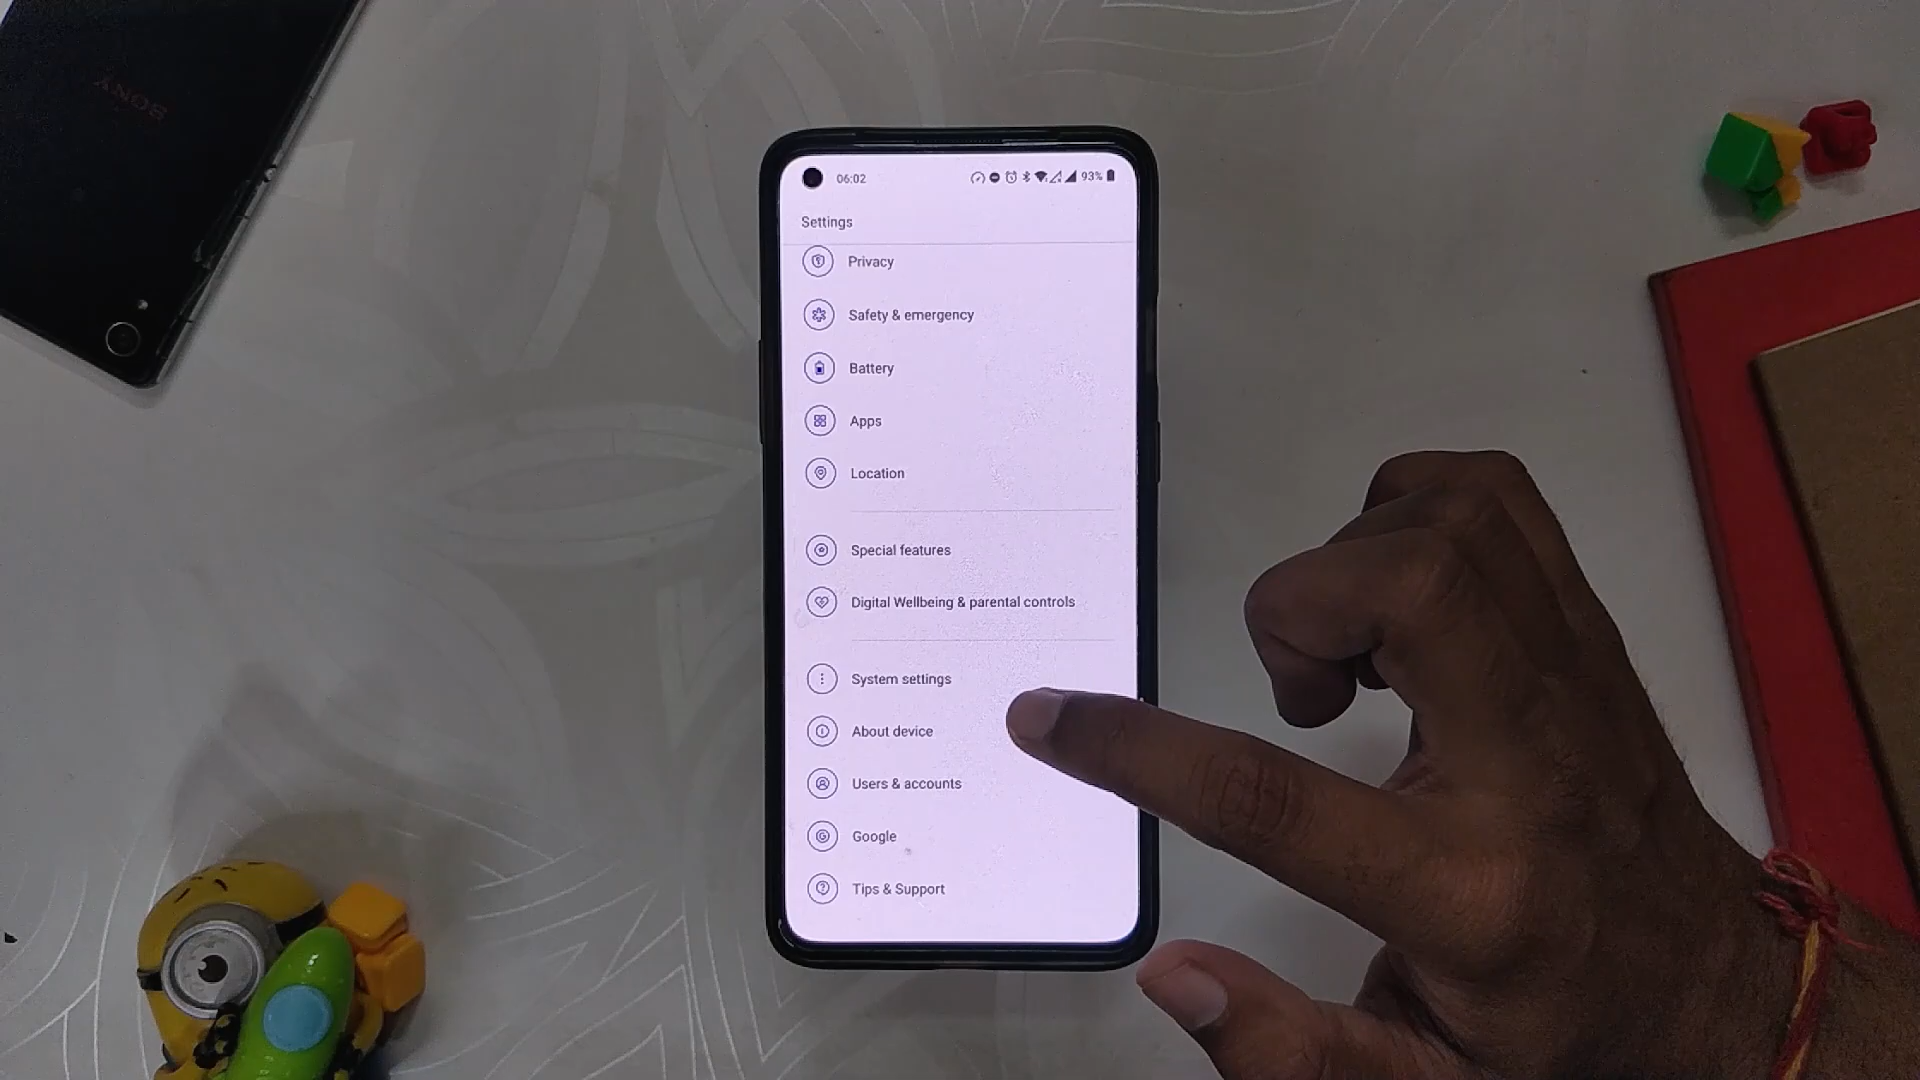 SONY
06:02
93%
Settings
Privacy
Safety & emergency
Battery
Apps
Location
Special features
Digital Wellbeing & parental controls
System settings
About device
Users & accounts
Google
Tips & Support